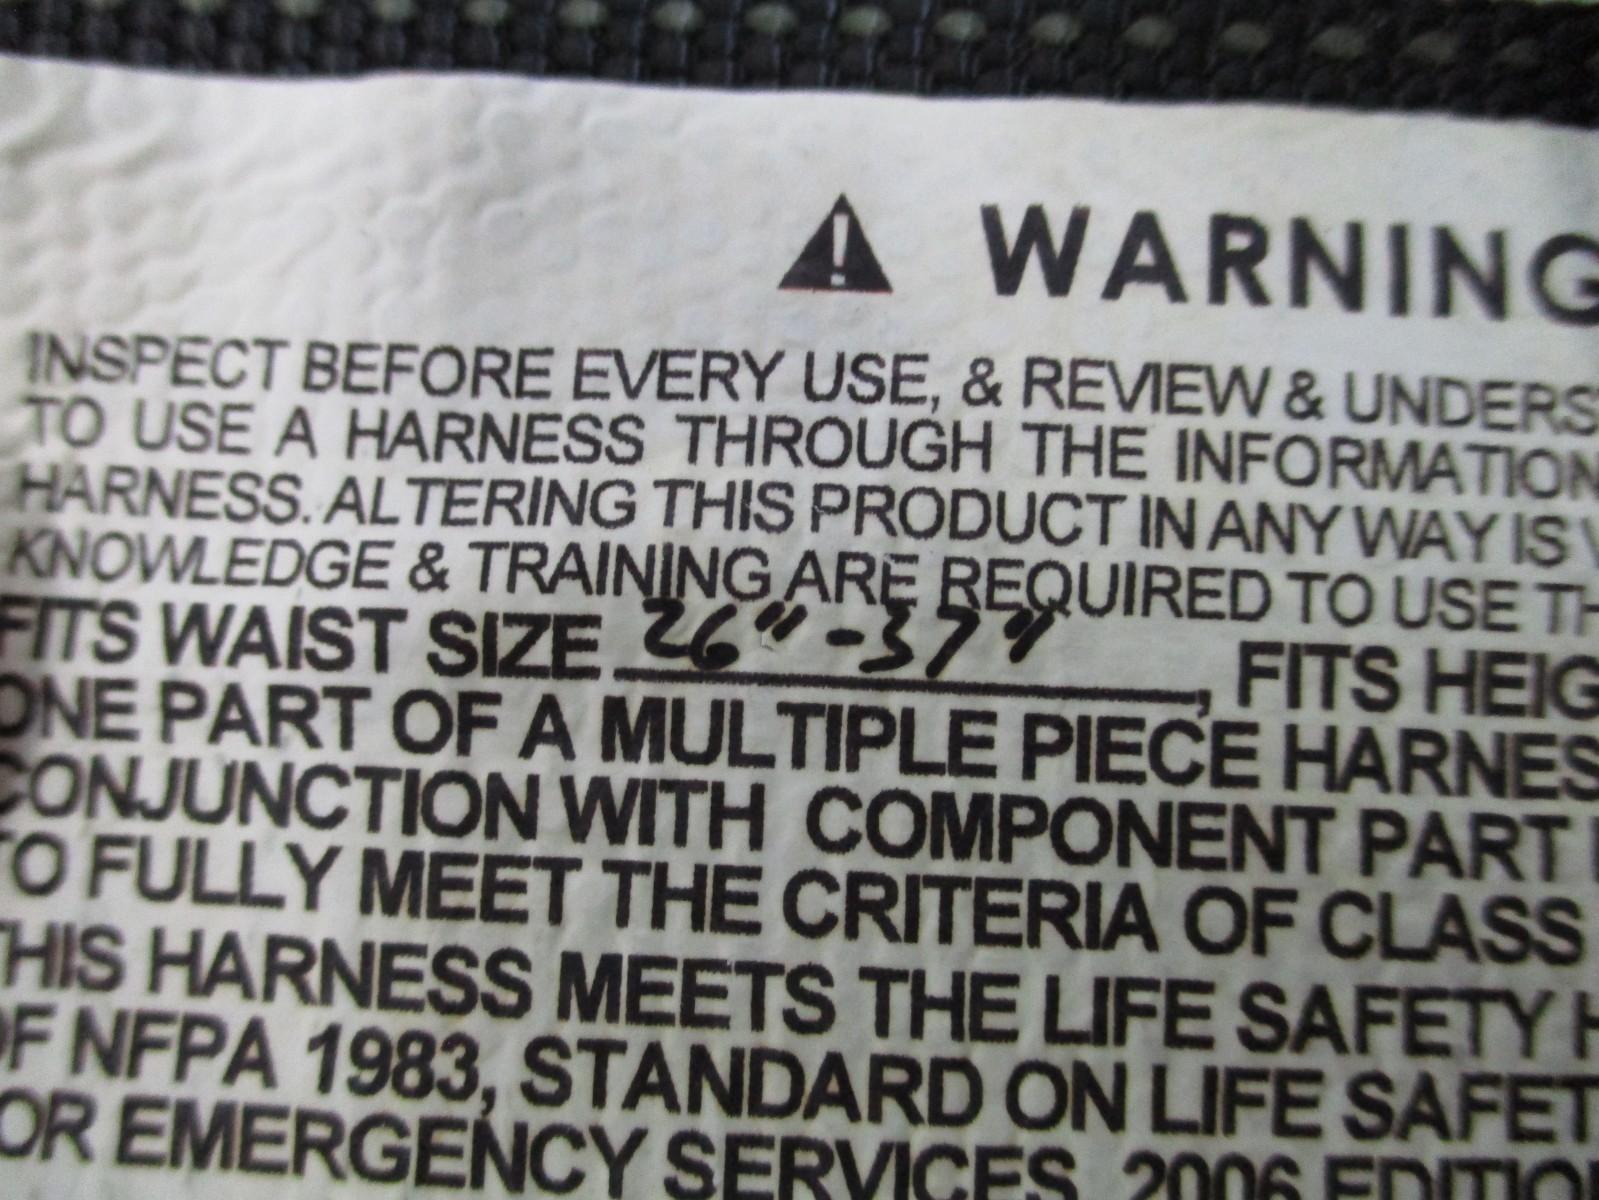 WARNING
INSPECT BEFORE EVERY USE, & REVIEW & UNDERS
TO USE A HARNESS THROUGH THE INFORMATION
HARNESS. ALTERING THIS PRODUCT IN ANY WAY IS
KNOWLEDGE & TRAINING ARE REQUIRED TO USE TH
FITS WAIST SIZE 26"-37", FITS HEIG
ONE PART OF A MULTIPLE PIECE HARNES
CONJUNCTION WITH COMPONENT PART
TO FULLY MEET THE CRITERIA OF CLASS
THIS HARNESS MEETS THE LIFE SAFETY H
OF NFPA 1983, STANDARD ON LIFE SAFET
OR EMERGENCY SERVICES, 2006 EDITION